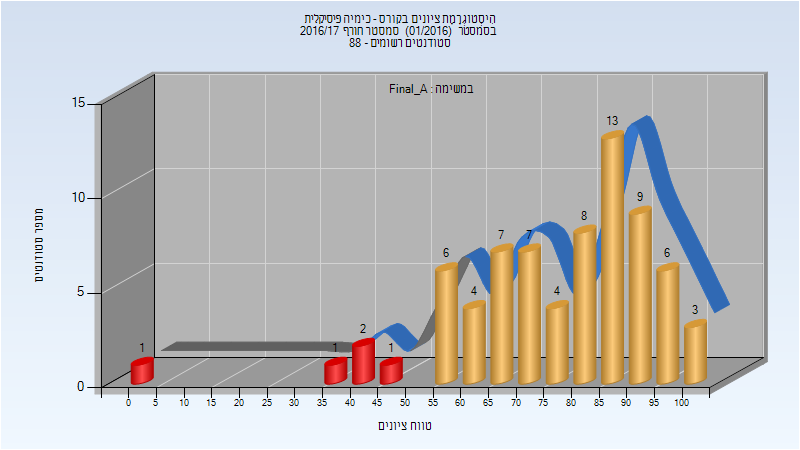 היסטוגרמת ציונים בקורס - כימיה פיסיקלית
בסמסטר (01/2016) סמסטר חורף 2016/17
סטודנטים רשומים - 88
במשימה : Final_A
מספר סטודנטים
15
10
5
0
1
1
2
1
6
4
7
7
4
8
13
9
6
3
0 5 10 15 20 25 30 35 40 45 50 55 60 65 70 75 80 85 90 95 100
טווח ציונים